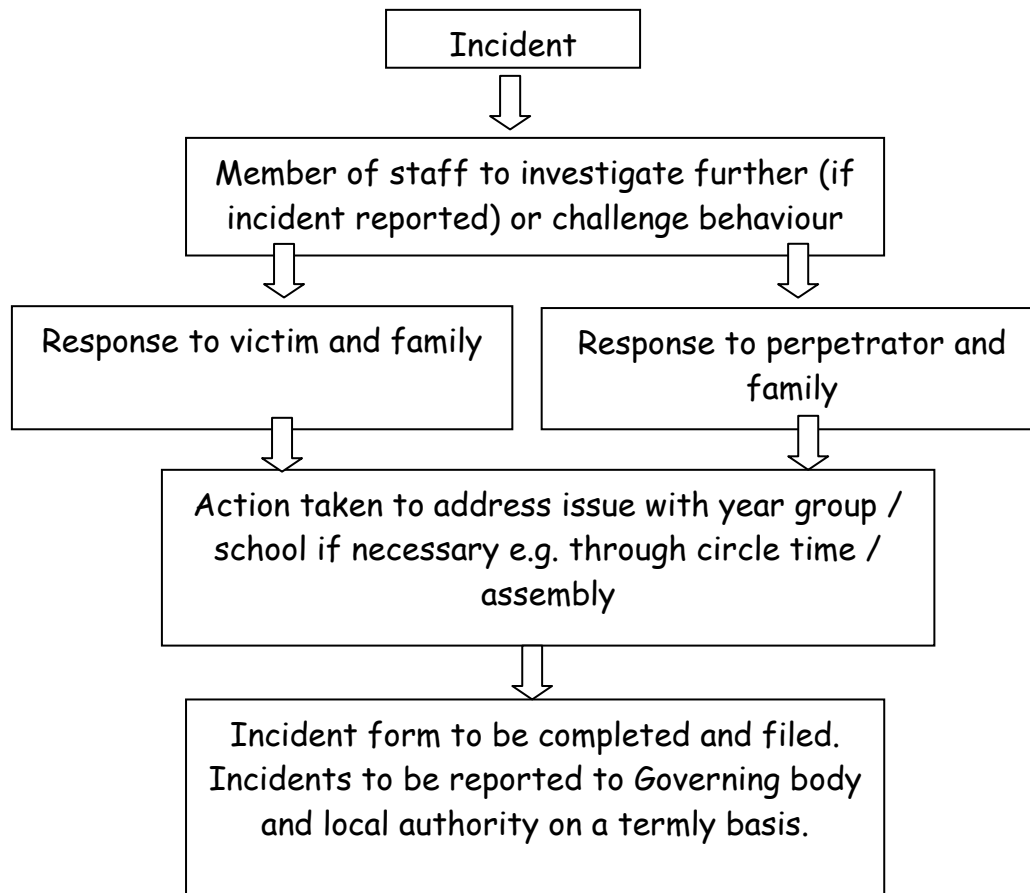 Incident
Member of staff to investigate further (if
incident reported) or challenge behaviour
Response to victim and family
Response to perpetrator and
family
Action taken to address issue with year group /
school if necessary e.g. through circle time /
assembly
Incident form to be completed and filed.
Incidents to be reported to Governing body
and local authority on a termly basis.